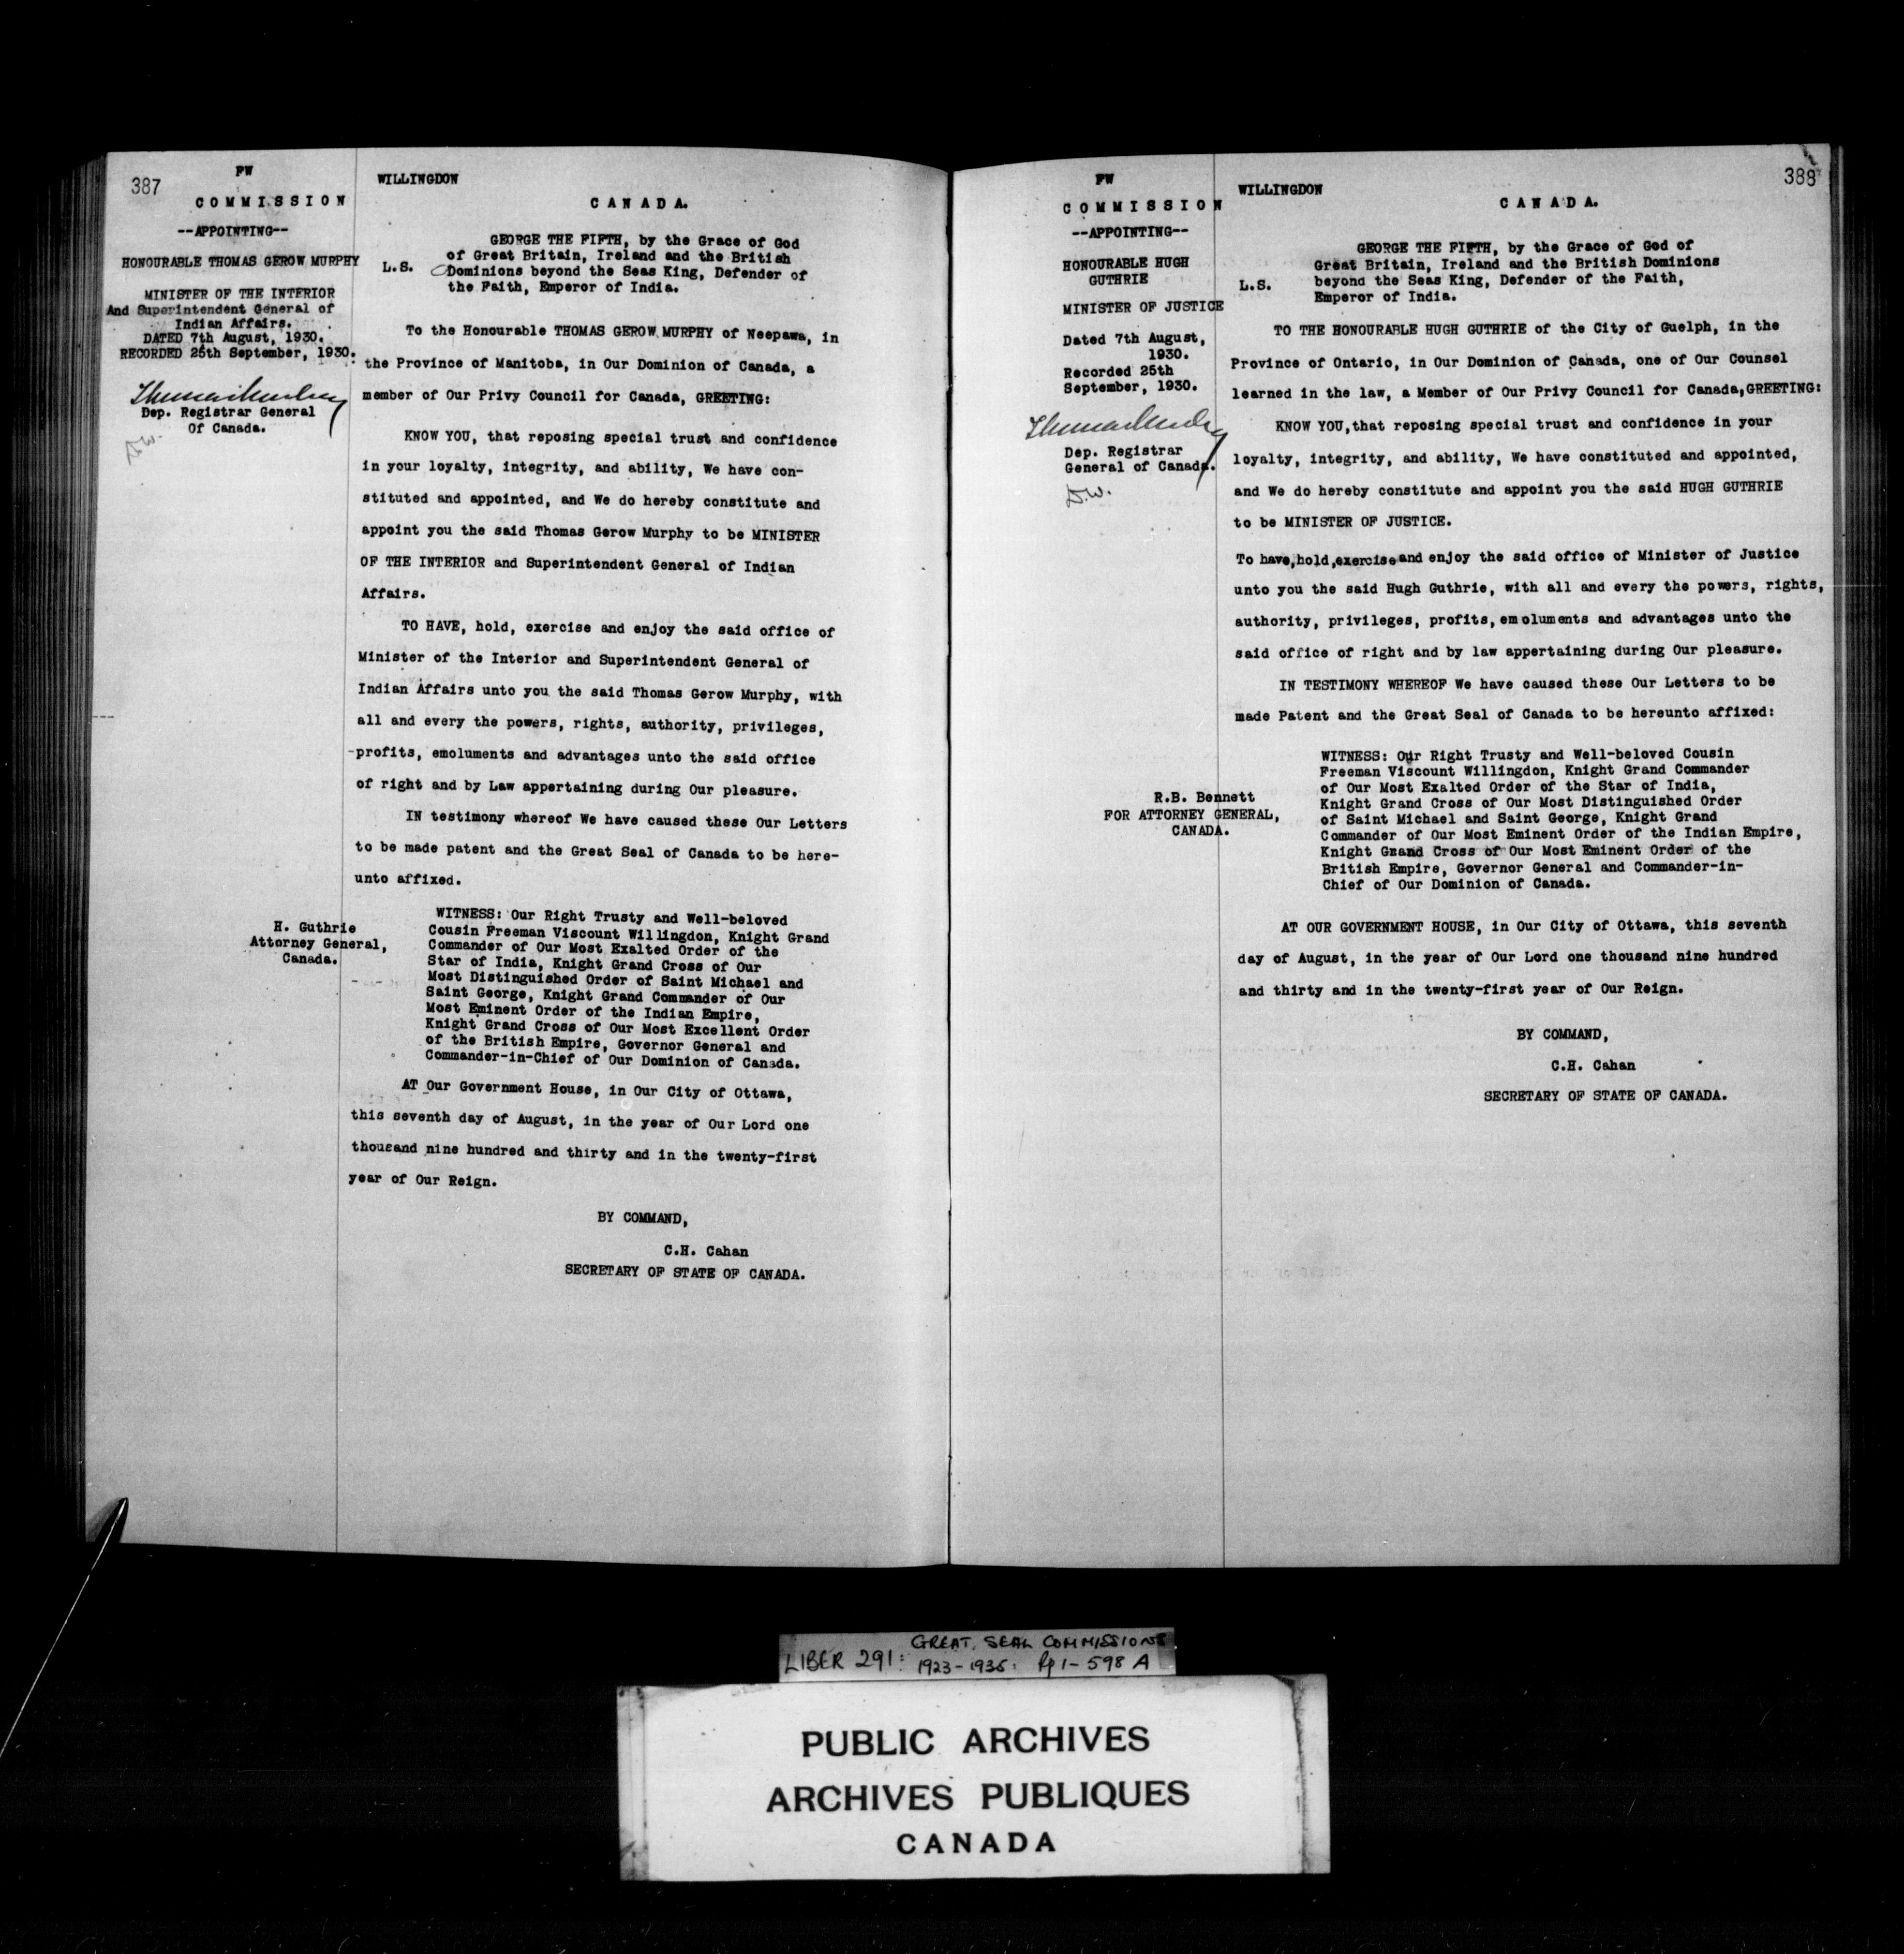 387
PW
COMMISSION
--APPOINTING--
HONOURABLE THOMAS GEROW MURPHY
MINISTER OF THE INTERIOR
And Superintendent General of
Indian Affairs.
DATED 7th August, 1930.
RECORDED 25th September, 1930.
Dep. Registrar General
Of Canada.
H. Guthrie
Attorney General,
Canada.
WILLINGDON
CANADA.
L.S.
GEORGE THE FIFTH, by the Grace of God
of Great Britain, Ireland and the British
Dominions beyond the Seas King, Defender of
the Faith, Emperor of India.
To the Honourable THOMAS GEROW MURPHY of Neepawa, in
the Province of Manitoba, in Our Dominion of Canada, a
member of Our Privy Council for Canada, GREETING:
KNOW YOU, that reposing special trust and confidence
in your loyalty, integrity, and ability, We have con-
stituted and appointed, and We do hereby constitute and
appoint you the said Thomas Gerow Murphy to be MINISTER
OF THE INTERIOR and Superintendent General of Indian
Affairs.
TO HAVE, hold, exercise and enjoy the said office of
Minister of the Interior and Superintendent General of
Indian Affairs unto you the said Thomas Gerow Murphy, with
all and every the powers, rights, authority, privileges,
profits, emoluments and advantages unto the said office
of right and by Law appertaining during Our pleasure.
IN testimony whereof We have caused these Our Letters
to be made patent and the Great Seal of Canada to be here-
unto affixed.
WITNESS: Our Right Trusty and Well-beloved
Cousin Freeman Viscount Willingdon, Knight Grand
Commander of Our Most Exalted Order of the
Star of India, Knight Grand Cross of Our
Most Distinguished Order of Saint Michael and
Saint George, Knight Grand Commander of Our
Most Eminent Order of the Indian Empire,
Knight Grand Cross of Our Most Excellent Order
of the British Empire, Governor General and
Commander-in-Chief of Our Dominion of Canada.
AT Our Government House, in Our City of Ottawa,
this seventh day of August, in the year of Our Lord one
thousand nine hundred and thirty and in the twenty-first
year of Our Reign.
BY COMMAND,
C.H. Cahan
SECRETARY OF STATE OF CANADA.
388
PW
COMMISSION
--APPOINTING--
HONOURABLE HUGH
GUTHRIE
MINISTER OF JUSTICE
Dated 7th August,
1930.
Recorded 25th
September, 1930.
Dep. Registrar
General of Canada.
D.W.
R.B. Bennett
FOR ATTORNEY GENERAL,
CANADA.
WILLINGDON
CANADA.
L.S.
GEORGE THE FIFTH, by the Grace of God of
Great Britain, Ireland and the British Dominions
beyond the Seas King, Defender of the Faith,
Emperor of India.
TO THE HONOURABLE HUGH GUTHRIE of the City of Guelph, in the
Province of Ontario, in Our Dominion of Canada, one of Our Counsel
learned in the law, a Member of Our Privy Council for Canada,GREETING:
KNOW YOU,that reposing special trust and confidence in your
loyalty, integrity, and ability, We have constituted and appointed,
and We do hereby constitute and appoint you the said HUGH GUTHRIE
to be MINISTER OF JUSTICE.
To have,hold,exercise and enjoy the said office of Minister of Justice
unto you the said Hugh Guthrie, with all and every the powers, rights,
authority, privileges, profits, emoluments and advantages unto the
said office of right and by law appertaining during Our pleasure.
IN TESTIMONY WHEREOF We have caused these Our Letters to be
made Patent and the Great Seal of Canada to be hereunto affixed:
WITNESS: Our Right Trusty and Well-beloved Cousin
Freeman Viscount Willingdon, Knight Grand Commander
of Our Most Exalted Order of the Star of India,
Knight Grand Cross of Our Most Distinguished Order
of Saint Michael and Saint George, Knight Grand
Commander of Our Most Eminent Order of the Indian Empire,
Knight Grand Cross of Our Most Eminent Order of the
British Empire, Governor General and Commander-in-
Chief of Our Dominion of Canada.
AT OUR GOVERNMENT HOUSE, in Our City of Ottawa, this seventh
day of August, in the year of Our Lord one thousand nine hundred
and thirty and in the twenty-first year of Our Reign.
BY COMMAND,
C.H. Cahan
SECRETARY OF STATE OF CANADA.
LIBER 291: GREAT SEAL COMMISSIONS
1923-1935. Pp 1-598 A
PUBLIC ARCHIVES
ARCHIVES PUBLIQUES
CANADA